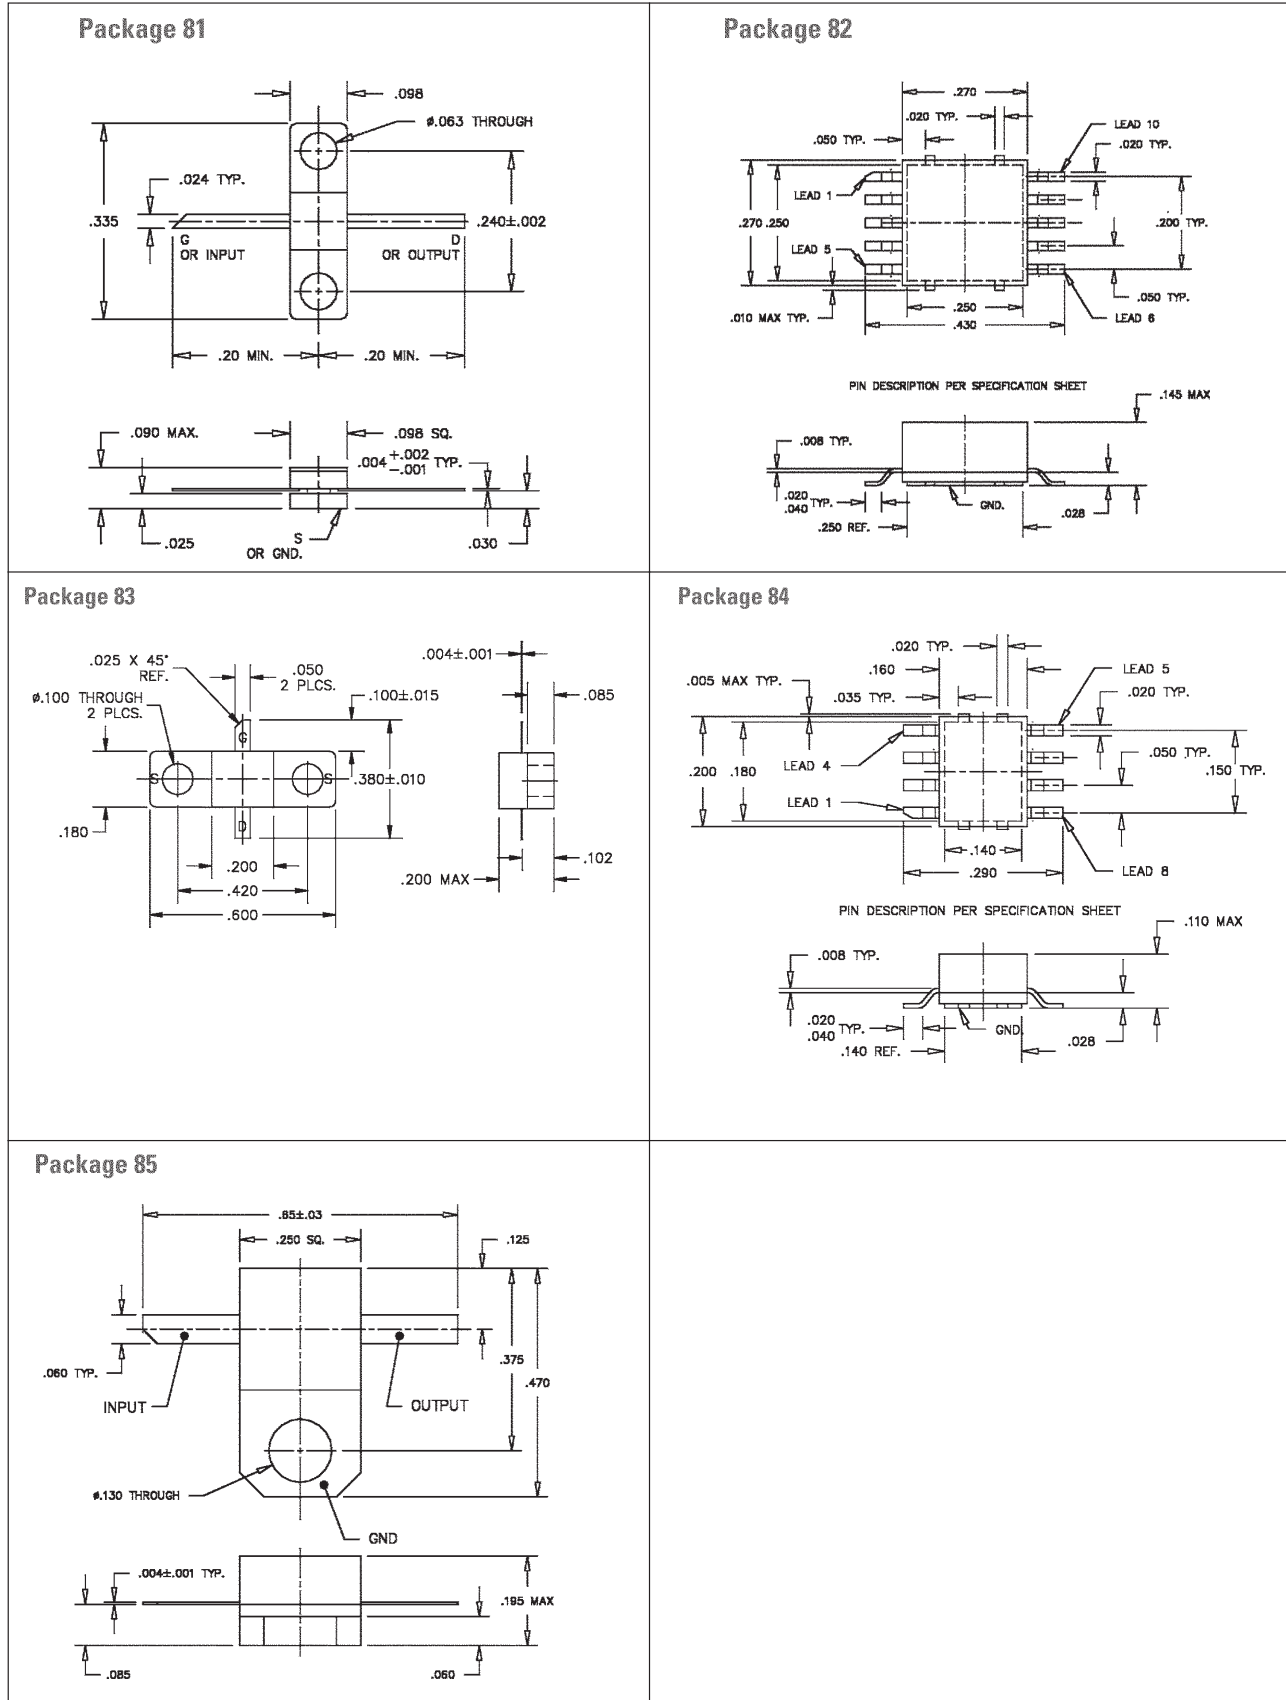 Package 81
.098
ø.063 THROUGH
.024 TYP.
.335
.240±.002
G
OR INPUT
D
OR OUTPUT
.20 MIN.
.20 MIN.
.090 MAX.
.098 SQ.
.004 +.002 -.001 TYP.
.025
S
OR GND.
.030
Package 82
.270
.020 TYP.
LEAD 10
.050 TYP.
.020 TYP.
LEAD 1
.270 .250
.200 TYP.
LEAD 5
.050 TYP.
.010 MAX TYP.
.250
.430
LEAD 6
PIN DESCRIPTION PER SPECIFICATION SHEET
.145 MAX
.008 TYP.
.020
.040 TYP.
GND.
.028
.250 REF.
Package 83
.025 X 45°
REF.
.050
2 PLCS.
.004±.001
ø.100 THROUGH
2 PLCS.
.100±.015
.085
G
S
S
.380±.010
D
.180
.200
.102
.200 MAX
.420
.600
Package 84
.020 TYP.
.160
LEAD 5
.005 MAX TYP.
.035 TYP.
.020 TYP.
.050 TYP.
.200
.180
LEAD 4
.150 TYP.
LEAD 1
.140
.290
LEAD 8
PIN DESCRIPTION PER SPECIFICATION SHEET
.110 MAX
.008 TYP.
.020
.040 TYP.
GND.
.028
.140 REF.
Package 85
.85±.03
.250 SQ.
.125
.060 TYP.
.375
.470
INPUT
OUTPUT
ø.130 THROUGH
GND
.004±.001 TYP.
.195 MAX
.085
.060